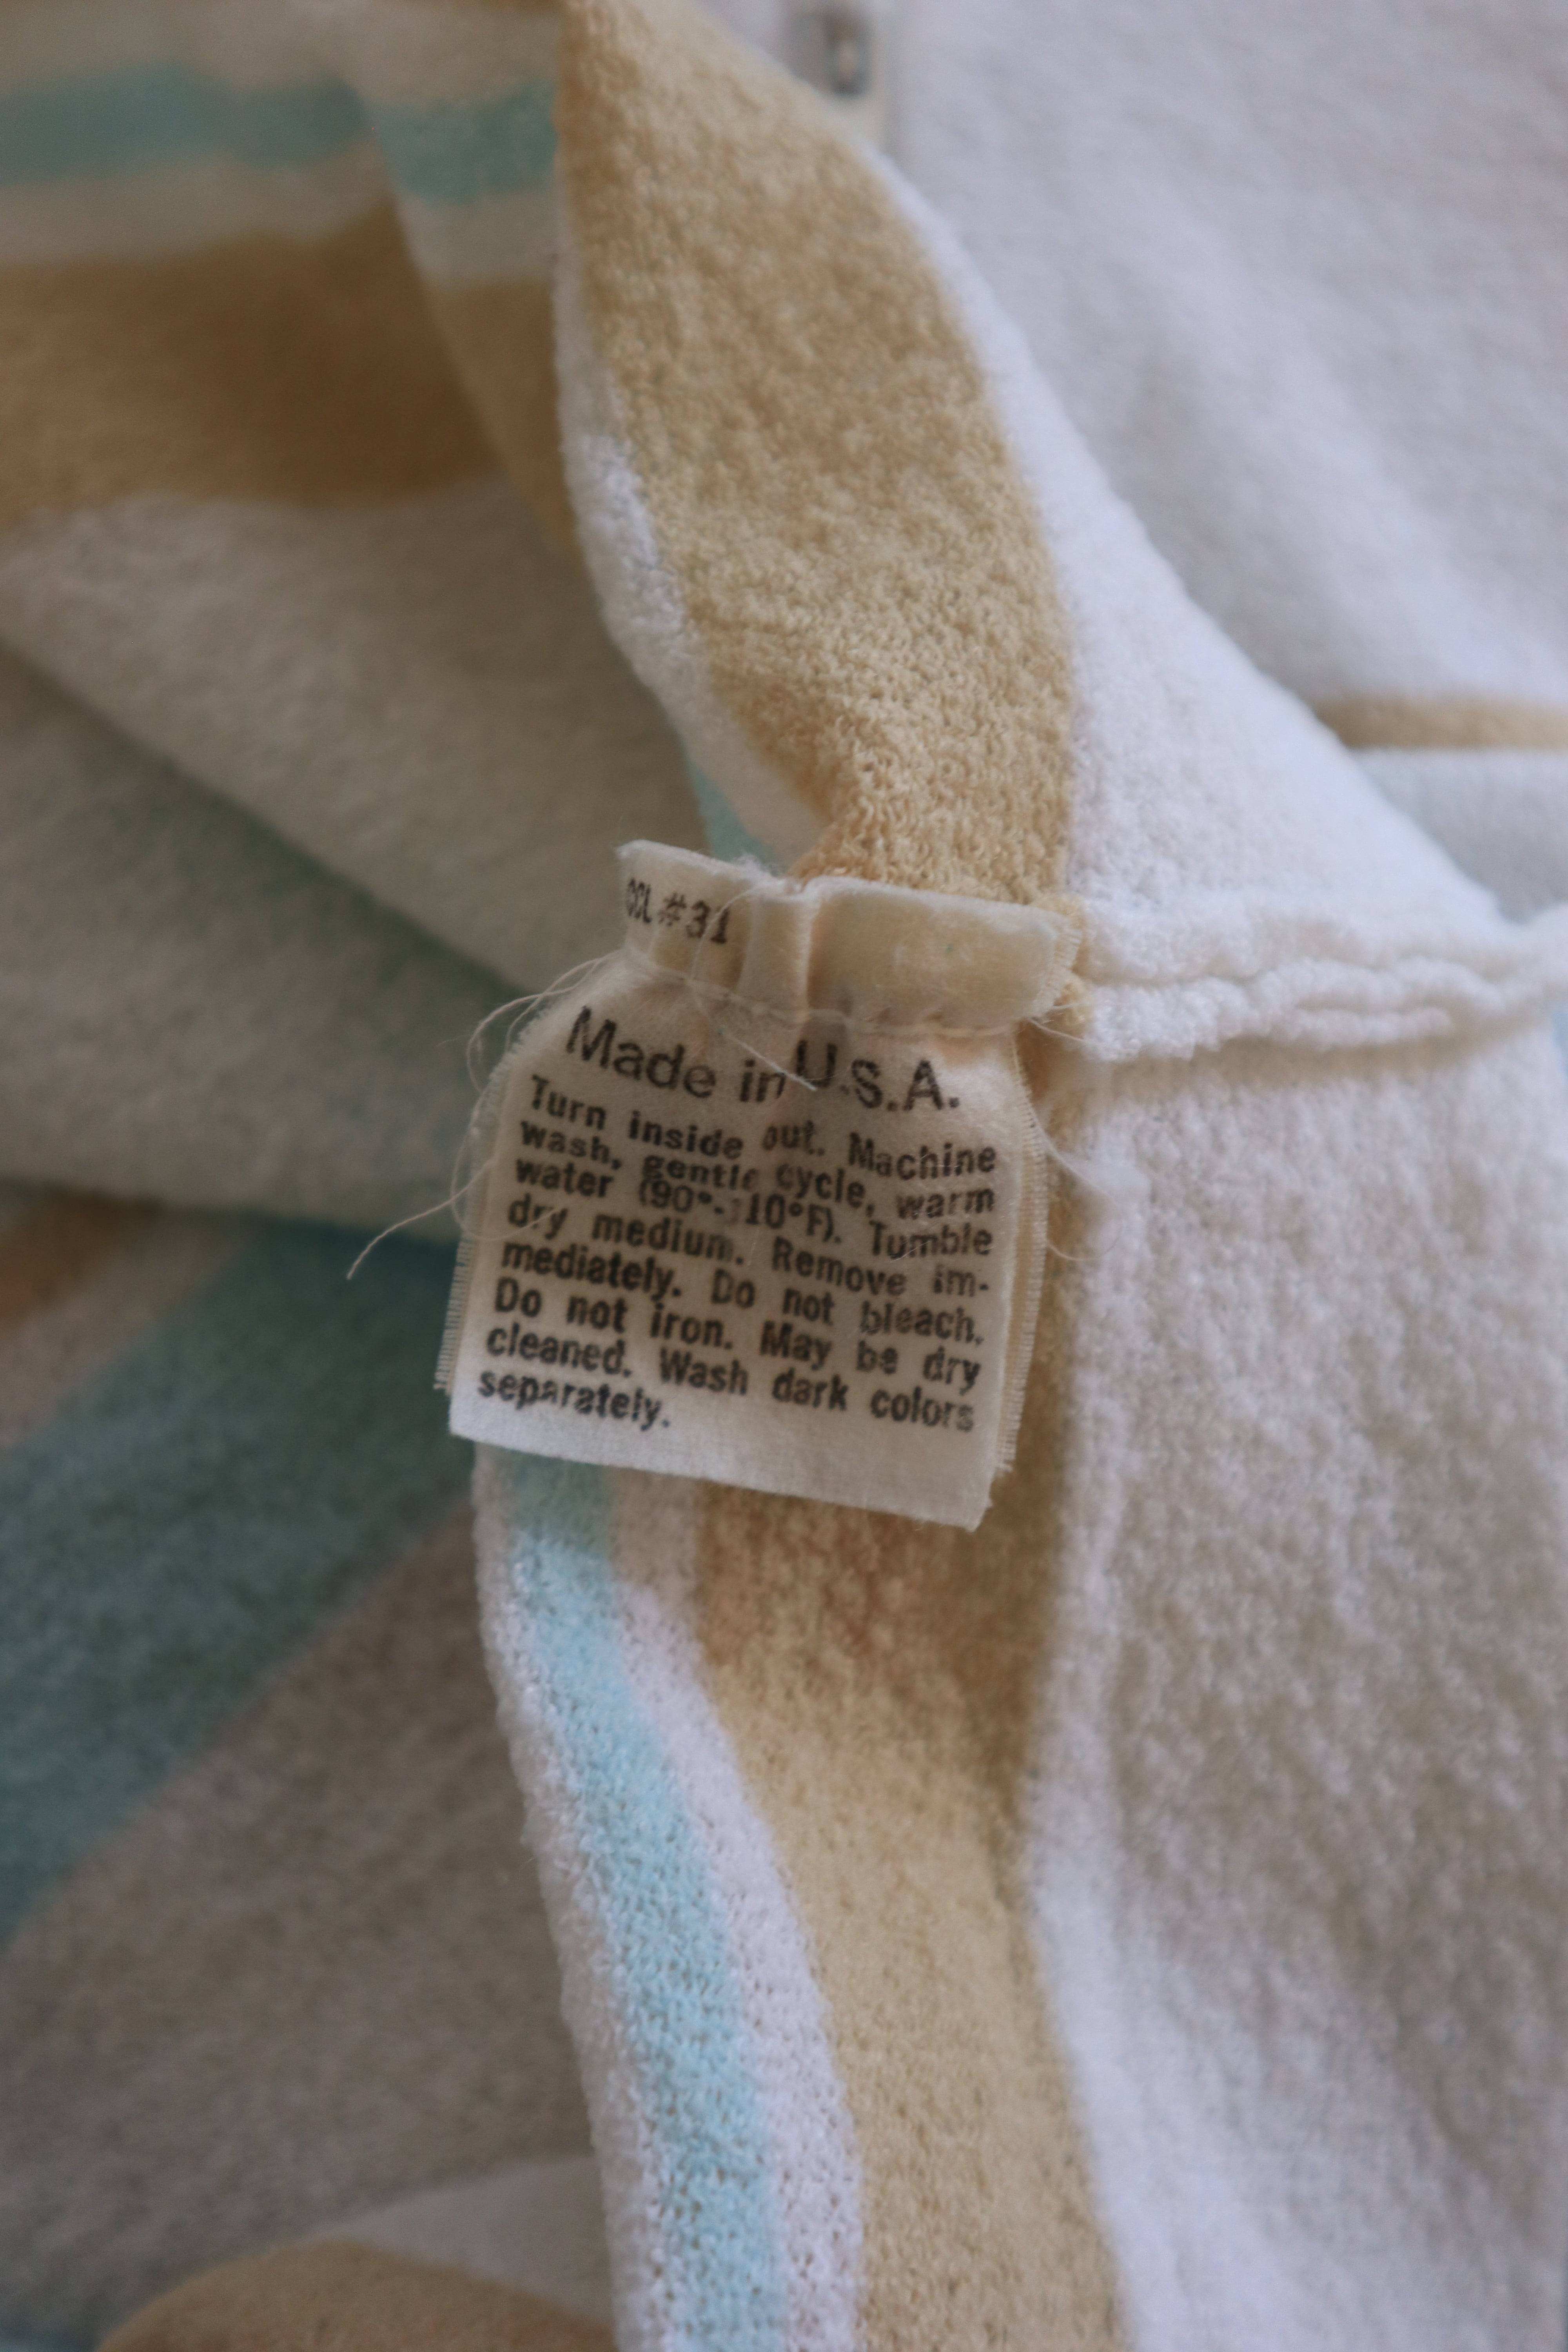 CCL #31
Made in U.S.A.
Turn inside out. Machine
wash, gentle cycle, warm
water (90°-110°F). Tumble
dry medium. Remove im-
mediately. Do not bleach.
Do not iron. May be dry
cleaned. Wash dark colors
separately.